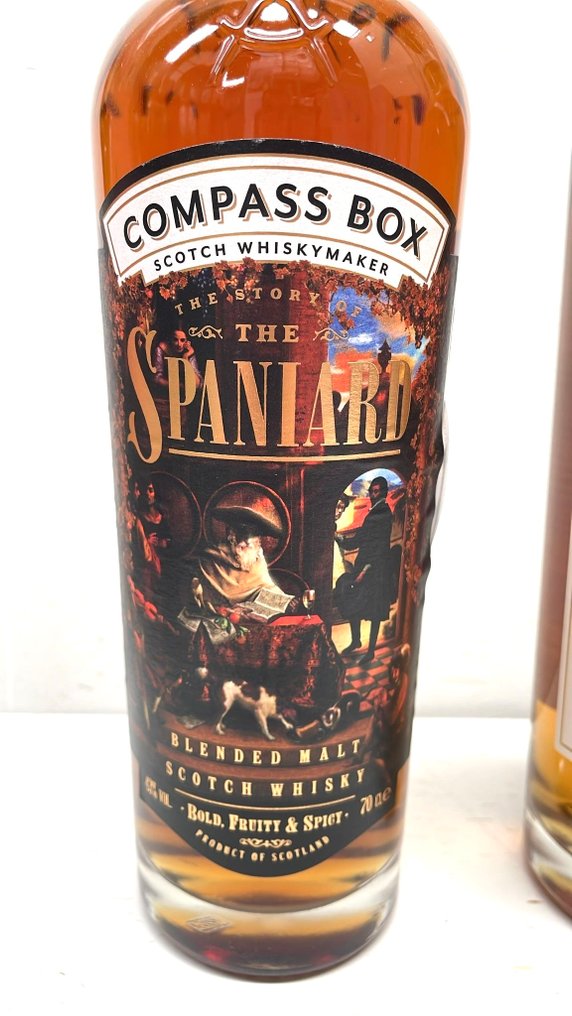 COMPASS BOX
SCOTCH WHISKYMAKER
THE STORY OF
THE
SPANIARD
BLENDED MALT
SCOTCH WHISKY
VOL. 70 cl e
· BOLD, FRUITY & SPICY ·
PRODUCT OF SCOTLAND